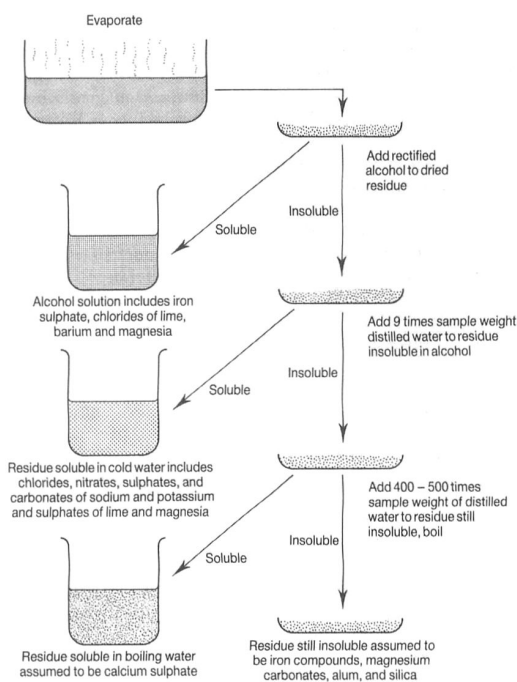 Evaporate
Add rectified
alcohol to dried
residue
Insoluble
Soluble
Alcohol solution includes iron
sulphate, chlorides of lime,
barium and magnesia
Add 9 times sample weight
distilled water to residue
insoluble in alcohol
Insoluble
Soluble
Residue soluble in cold water includes
chlorides, nitrates, sulphates, and
carbonates of sodium and potassium
and sulphates of lime and magnesia
Add 400 – 500 times
sample weight of distilled
water to residue still
insoluble, boil
Insoluble
Soluble
Residue soluble in boiling water
assumed to be calcium sulphate
Residue still insoluble assumed to
be iron compounds, magnesium
carbonates, alum, and silica